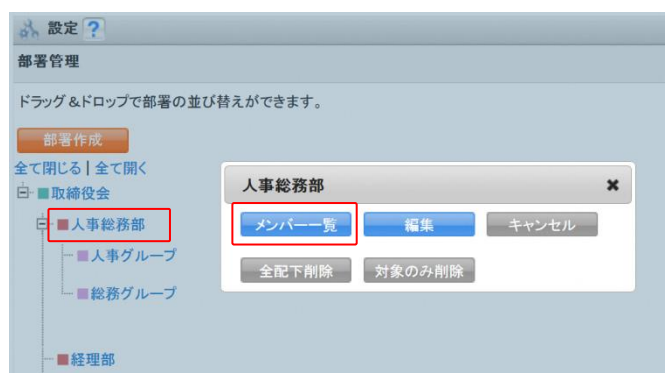 設定 ?
部署管理
ドラッグ&ドロップで部署の並び替えができます。
部署作成
全て閉じる | 全て開く
取締役会
人事総務部
人事グループ
総務グループ
経理部
人事総務部 ✖
メンバー一覧 編集 キャンセル
全配下削除 対象のみ削除